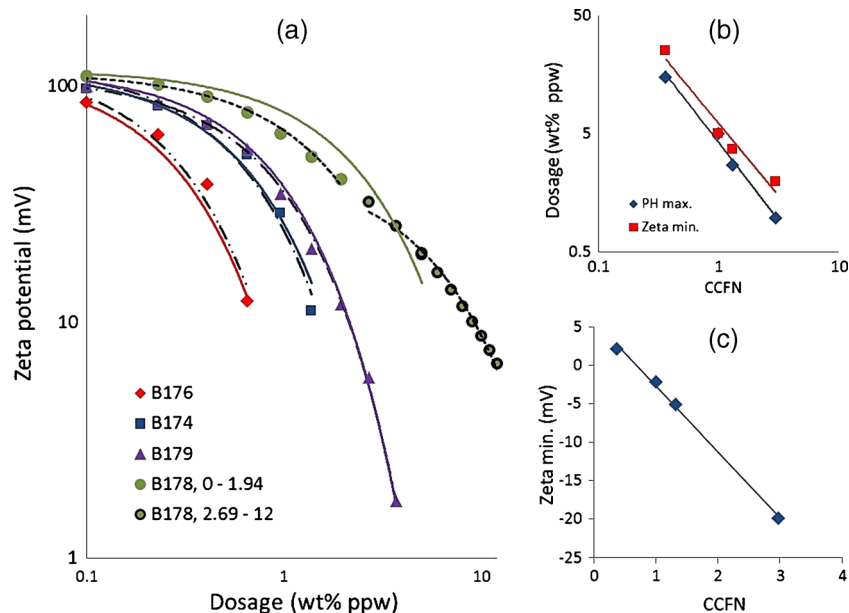 (a)
Zeta potential (mV)
100
10
1
0.1
1
10
Dosage (wt% ppw)
B176
B174
B179
B178, 0 - 1.94
B178, 2.69 - 12
(b)
Dosage (wt% ppw)
50
5
0.5
0.1
1
10
CCFN
PH max.
Zeta min.
(c)
Zeta min. (mV)
5
0
-5
-10
-15
-20
-25
0
1
2
3
4
CCFN